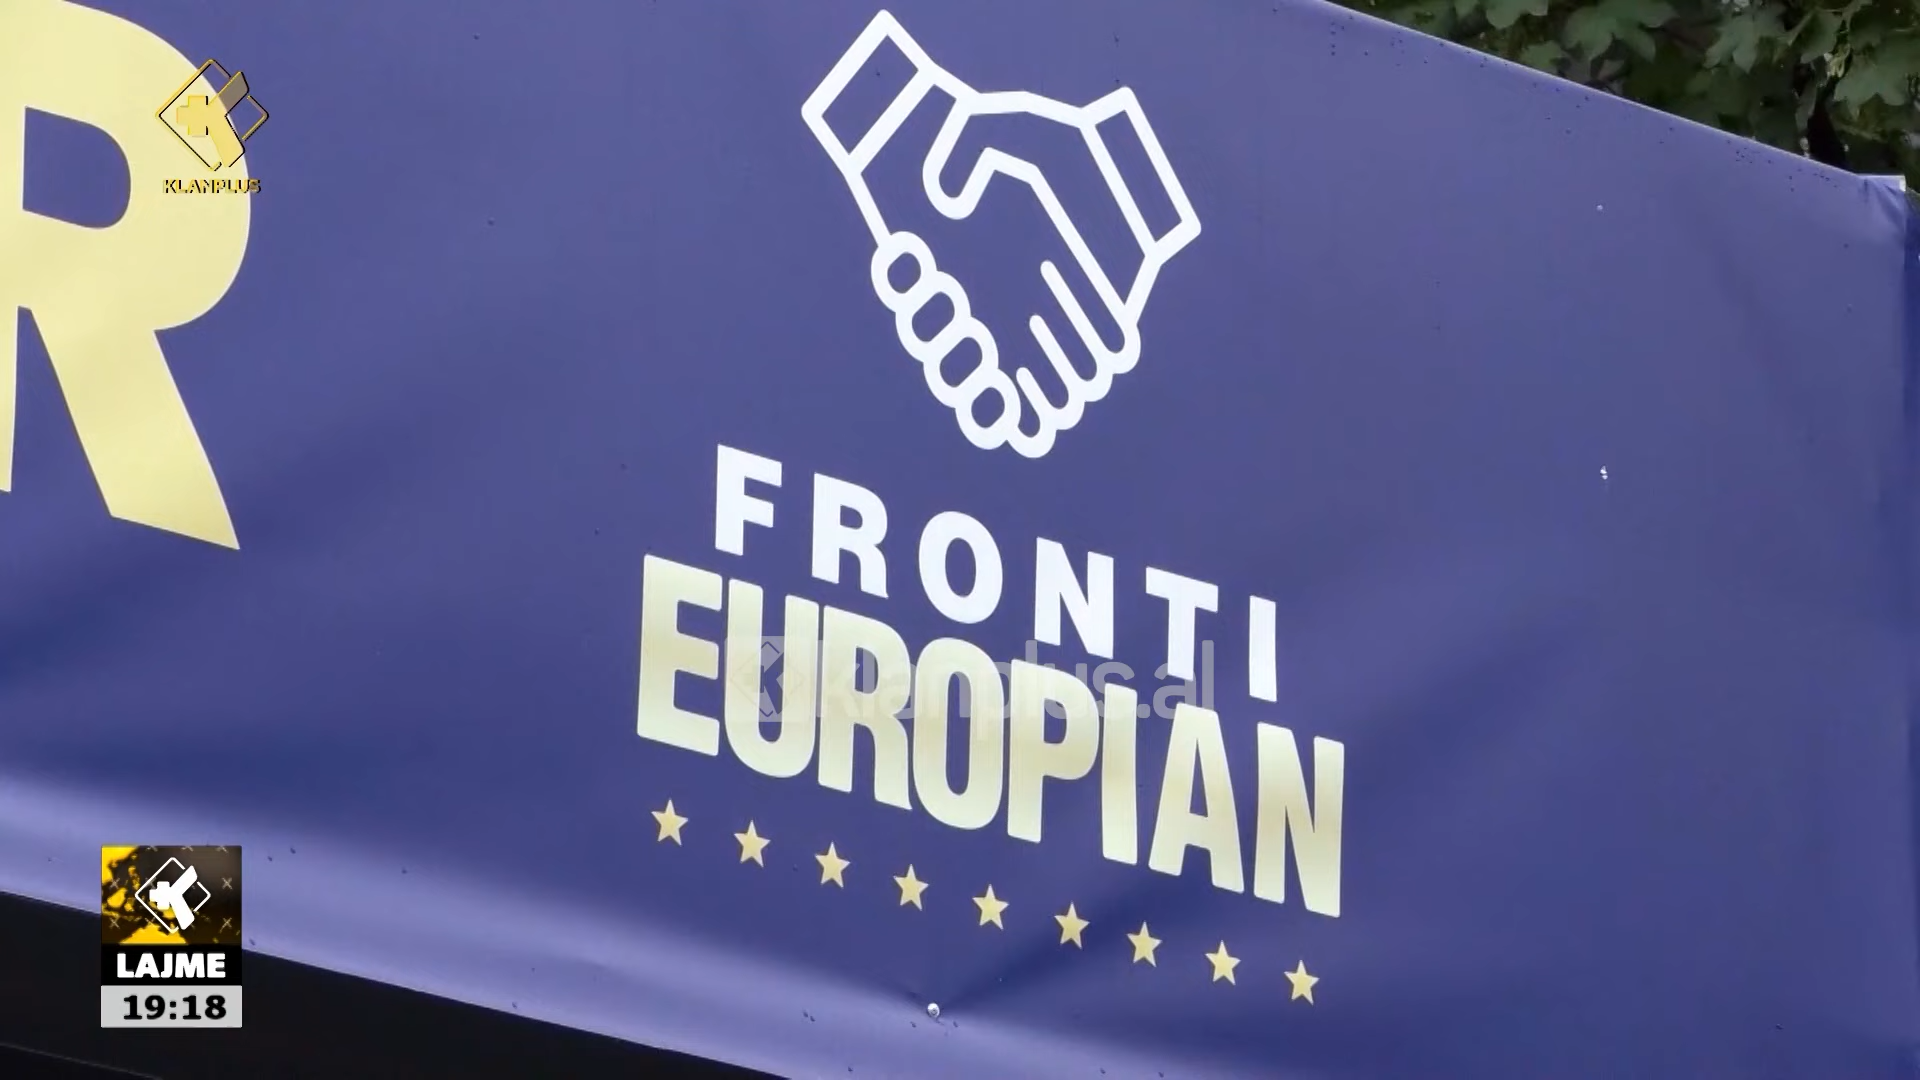 R
KLANPLUS
FRONTI
EUROPIAN
klanplus.al
LAJME
19:18